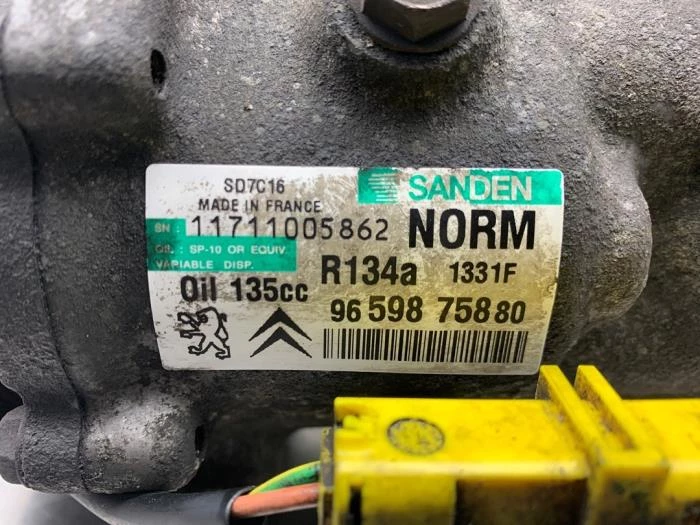 SD7C16
SANDEN
MADE IN FRANCE
SN : 11711005862
NORM
OIL : SP-10 OR EQUIV.
VARIABLE DISP.
R134a 1331F
Oil 135cc
96 598 758 80